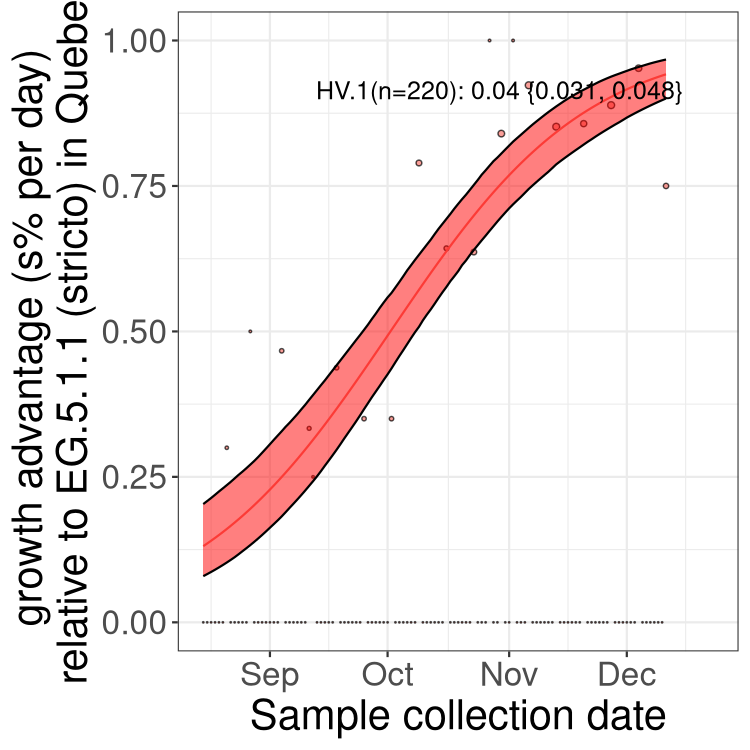 growth advantage (s% per day)
relative to EG.5.1.1 (stricto) in Quebe
1.00
0.75
0.50
0.25
0.00
HV.1(n=220): 0.04 {0.031, 0.048}
Sep Oct Nov Dec
Sample collection date